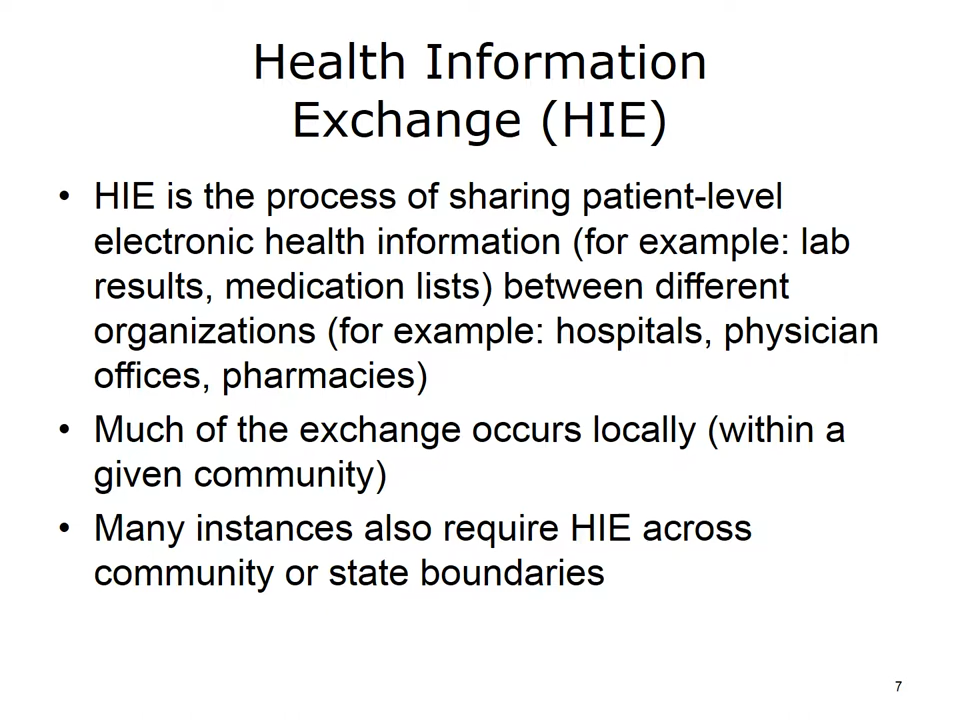 Health Information
Exchange (HIE)
• HIE is the process of sharing patient-level
electronic health information (for example: lab
results, medication lists) between different
organizations (for example: hospitals, physician
offices, pharmacies)
• Much of the exchange occurs locally (within a
given community)
• Many instances also require HIE across
community or state boundaries
7